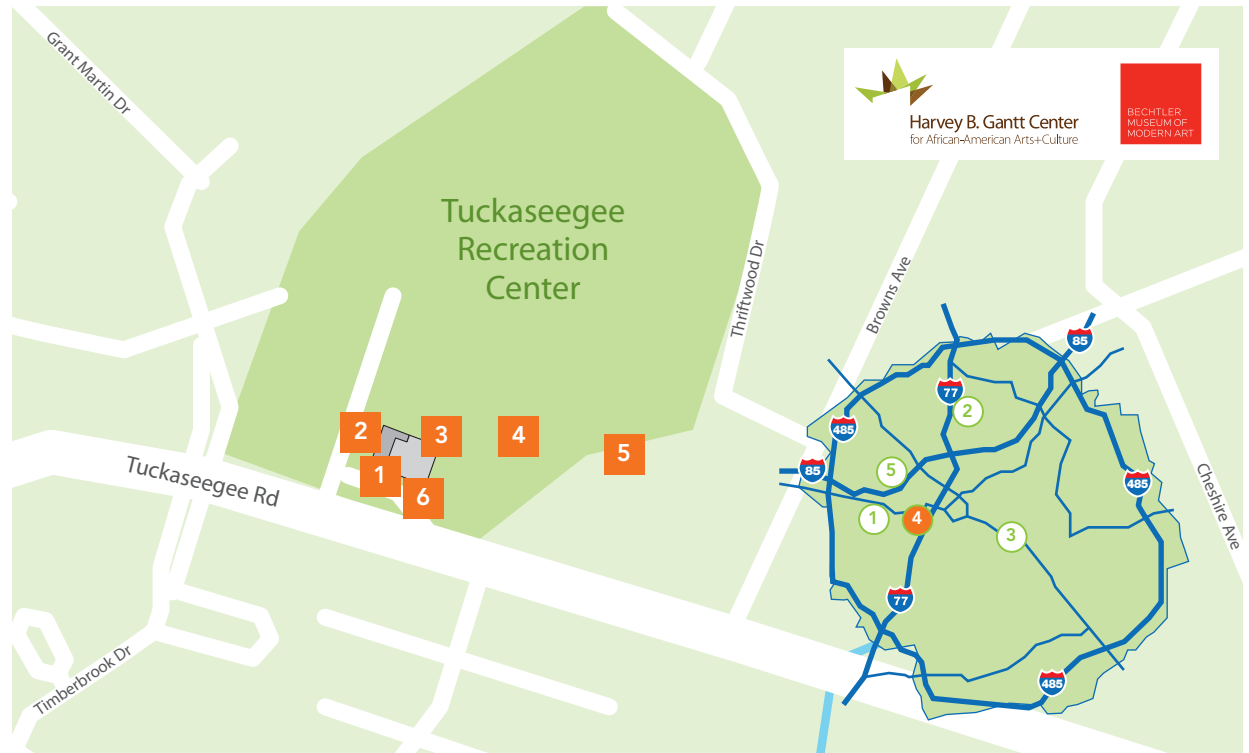 Grant Martin Dr
Harvey B. Gantt Center
for African-American Arts+Culture
BECHTLER
MUSEUM OF
MODERN ART
Tuckaseegee
Recreation
Center
Thriftwood Dr
Browns Ave
Cheshire Ave
Tuckaseegee Rd
Timberbrook Dr
2
3
4
5
1
6
85
77
2
485
85
5
485
1
4
3
77
485